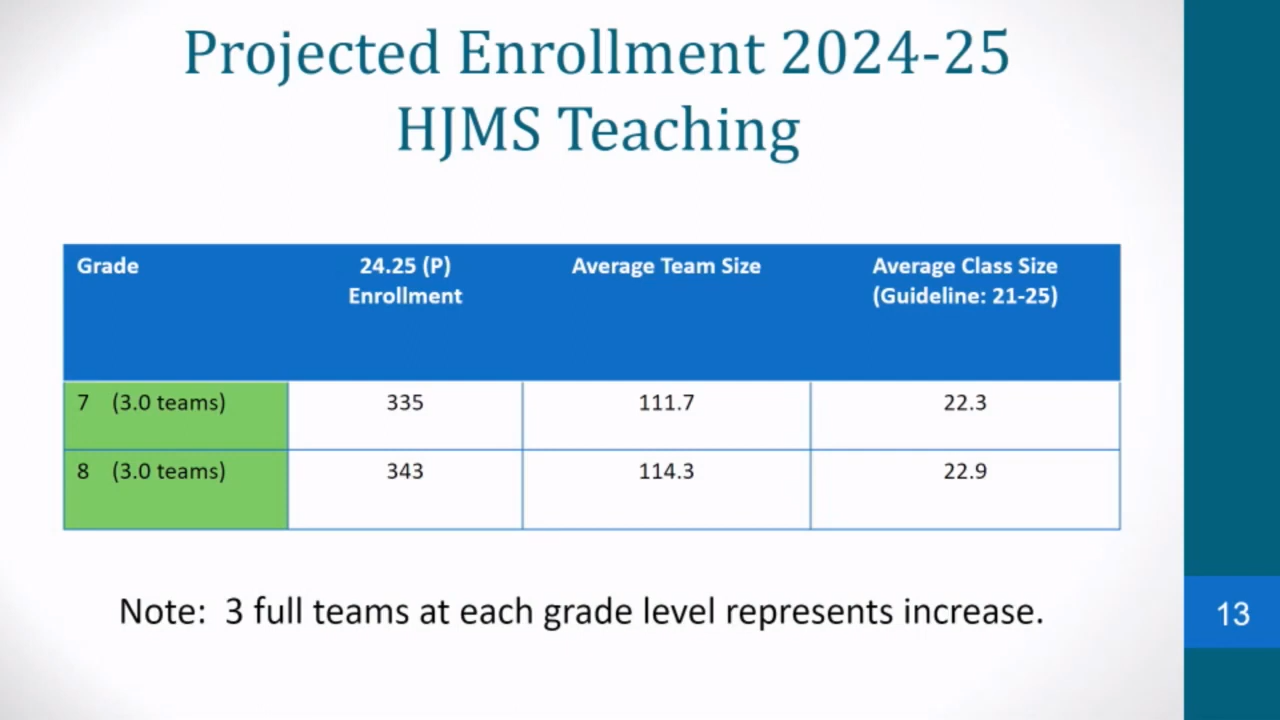 Projected Enrollment 2024-25
HJMS Teaching
Grade 24.25 (P) Average Team Size Average Class Size
Enrollment (Guideline: 21-25)
7 (3.0 teams) 335 111.7 22.3
8 (3.0 teams) 343 114.3 22.9
Note: 3 full teams at each grade level represents increase.
13